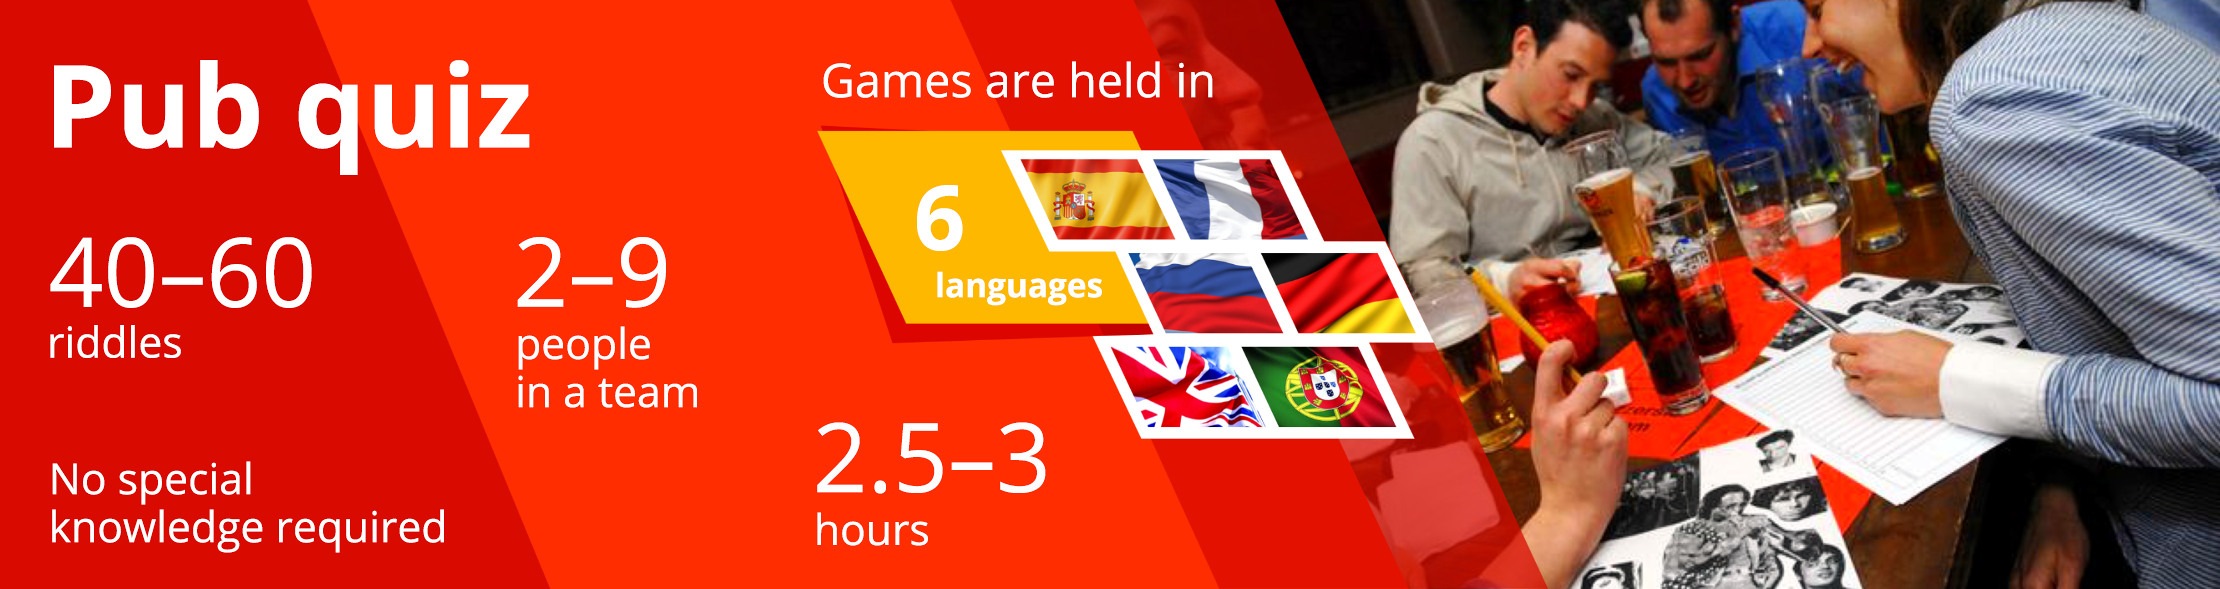 Pub quiz
40–60
riddles
No special
knowledge required
2–9
people
in a team
Games are held in
6
languages
2.5–3
hours